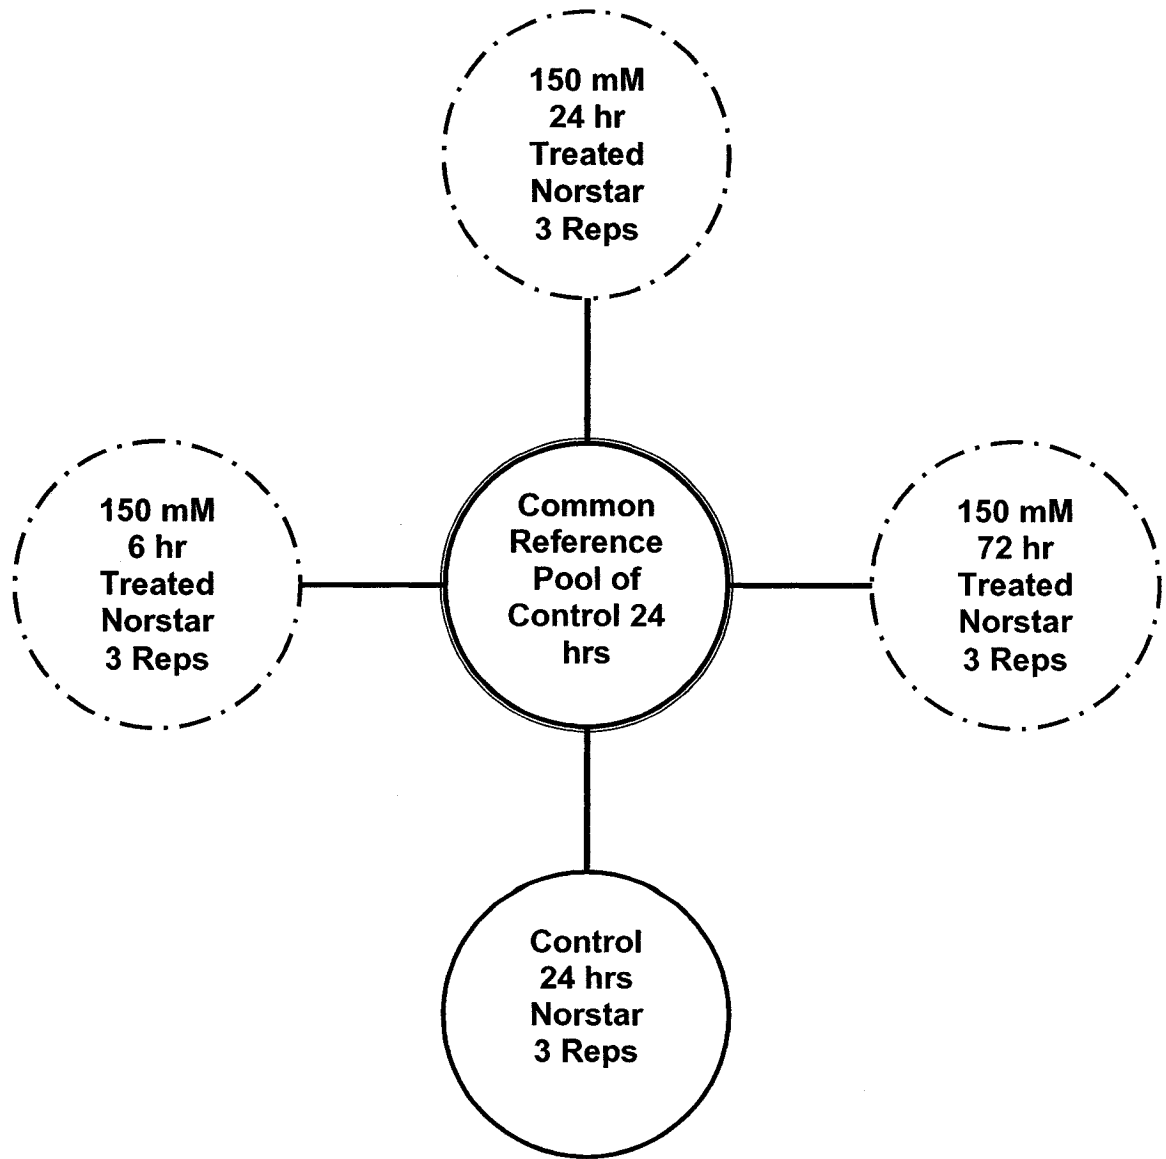 150 mM
24 hr
Treated
Norstar
3 Reps
150 mM
6 hr
Treated
Norstar
3 Reps
Common
Reference
Pool of
Control 24
hrs
150 mM
72 hr
Treated
Norstar
3 Reps
Control
24 hrs
Norstar
3 Reps